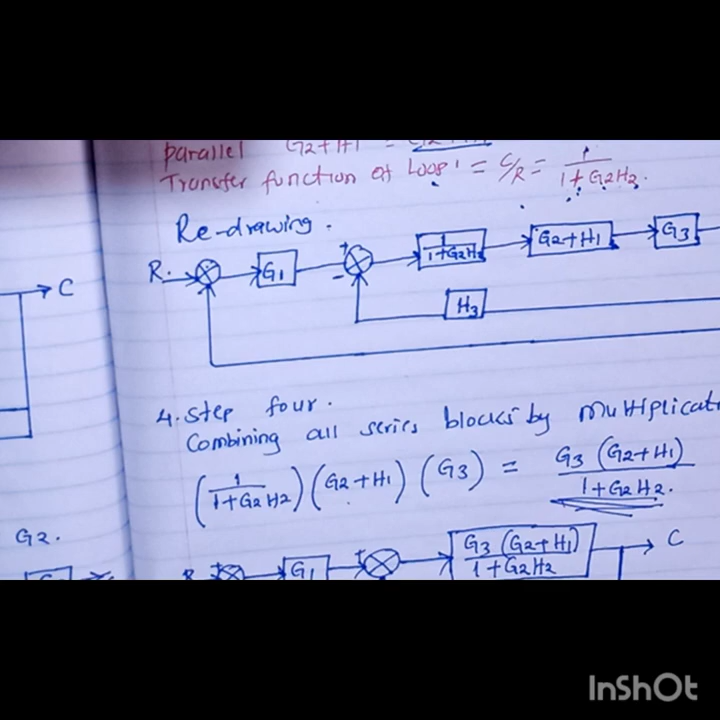 parallel G2+H1 =
Transfer function of Loop1 = C/R = 1/1+G2H2.
Re-drawing.
R. G1 + - 1/1+G2H2 G2+H1 G3
H3
C
4. Step four.
Combining all series blocks by
(1/1+G2H2) (G2+H1) (G3) = G3 (G2+H1)/1+G2H2.
G2.
R + G1 + G3 (G2+H1)/1+G2H2 C
InShOt